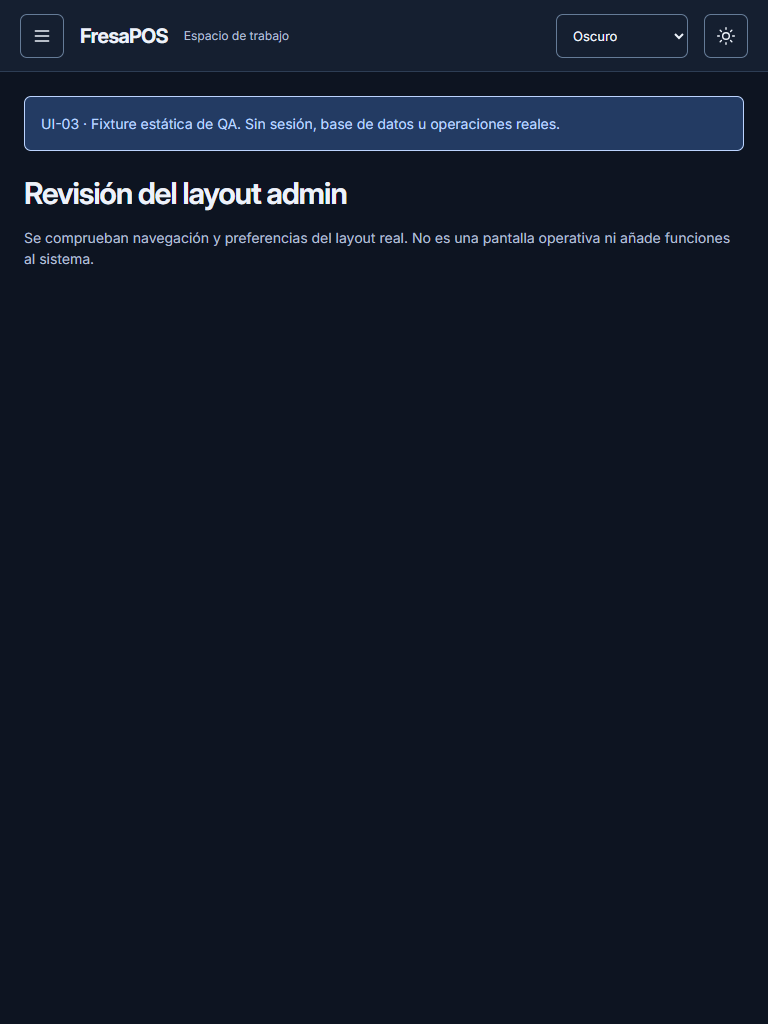 FresaPOS
Espacio de trabajo
Oscuro
UI-03 · Fixture estática de QA. Sin sesión, base de datos u operaciones reales.
Revisión del layout admin
Se comprueban navegación y preferencias del layout real. No es una pantalla operativa ni añade funciones
al sistema.